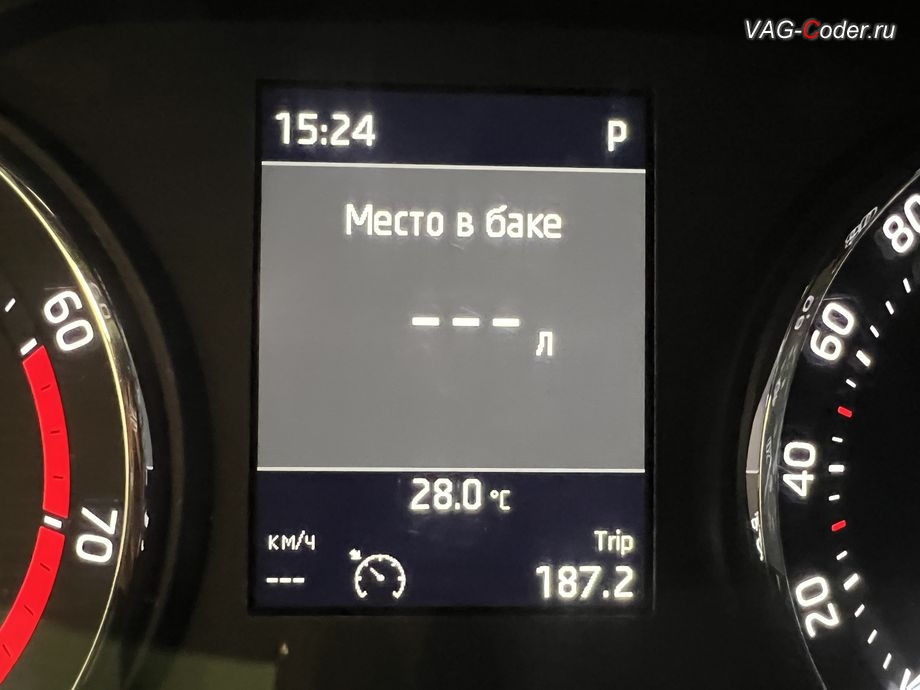 VAG-Coder.ru
15:24 P
Место в баке
--- л
28.0 °C
км/ч Trip
--- 187.2
60
70
80
60
40
20